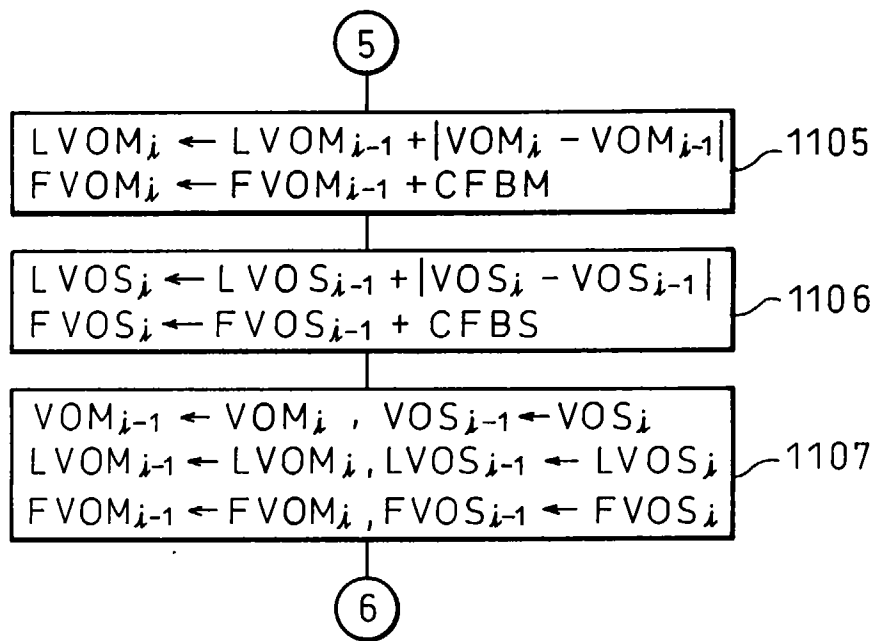 5
LVOMᵢ ← LVOMᵢ₋₁ + |VOMᵢ - VOMᵢ₋₁|
FVOMᵢ ← FVOMᵢ₋₁ + CFBM
1105
LVOSᵢ ← LVOSᵢ₋₁ + |VOSᵢ - VOSᵢ₋₁|
FVOSᵢ ← FVOSᵢ₋₁ + CFBS
1106
VOMᵢ₋₁ ← VOMᵢ , VOSᵢ₋₁ ← VOSᵢ
LVOMᵢ₋₁ ← LVOMᵢ, LVOSᵢ₋₁ ← LVOSᵢ
FVOMᵢ₋₁ ← FVOMᵢ, FVOSᵢ₋₁ ← FVOSᵢ
1107
6